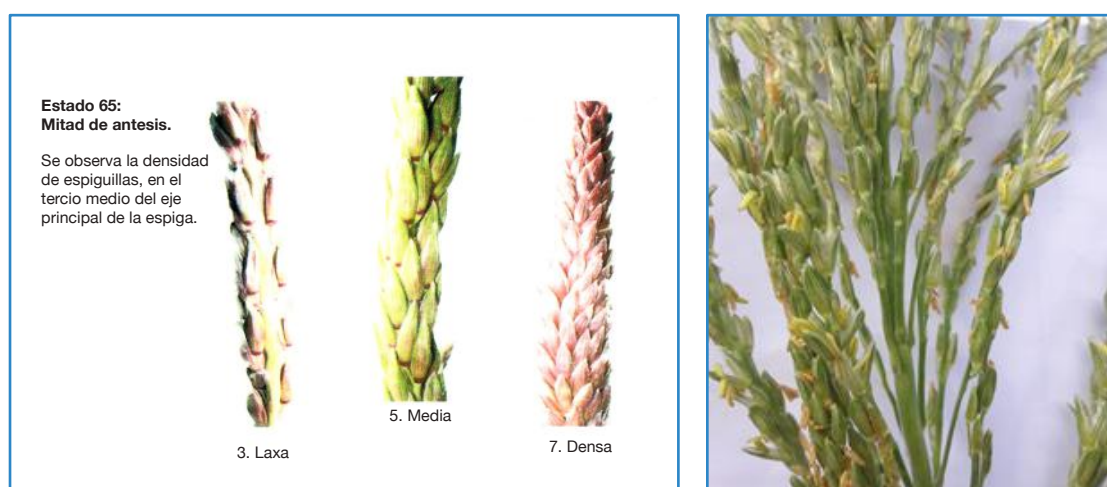 Estado 65:
Mitad de antesis.
Se observa la densidad
de espiguillas, en el
tercio medio del eje
principal de la espiga.
3. Laxa
5. Media
7. Densa